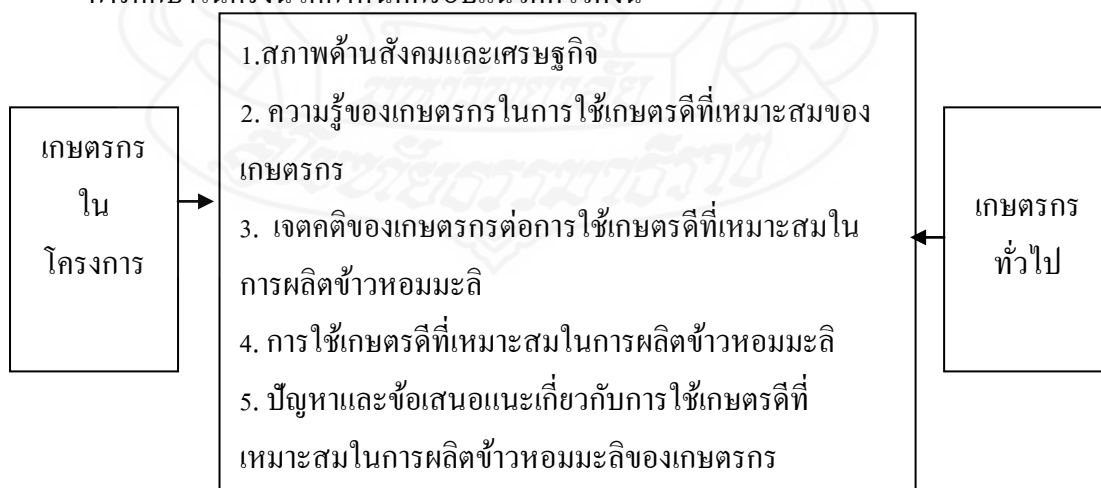 เกษตรกร
ใน
โครงการ
1.สภาพด้านสังคมและเศรษฐกิจ
2. ความรู้ของเกษตรกรในการใช้เกษตรดีที่เหมาะสมของ
เกษตรกร
3. เจตคติของเกษตรกรต่อการใช้เกษตรดีที่เหมาะสมใน
การผลิตข้าวหอมมะลิ
4. การใช้เกษตรดีที่เหมาะสมในการผลิตข้าวหอมมะลิ
5. ปัญหาและข้อเสนอแนะเกี่ยวกับการใช้เกษตรดีที่
เหมาะสมในการผลิตข้าวหอมมะลิของเกษตรกร
เกษตรกร
ทั่วไป